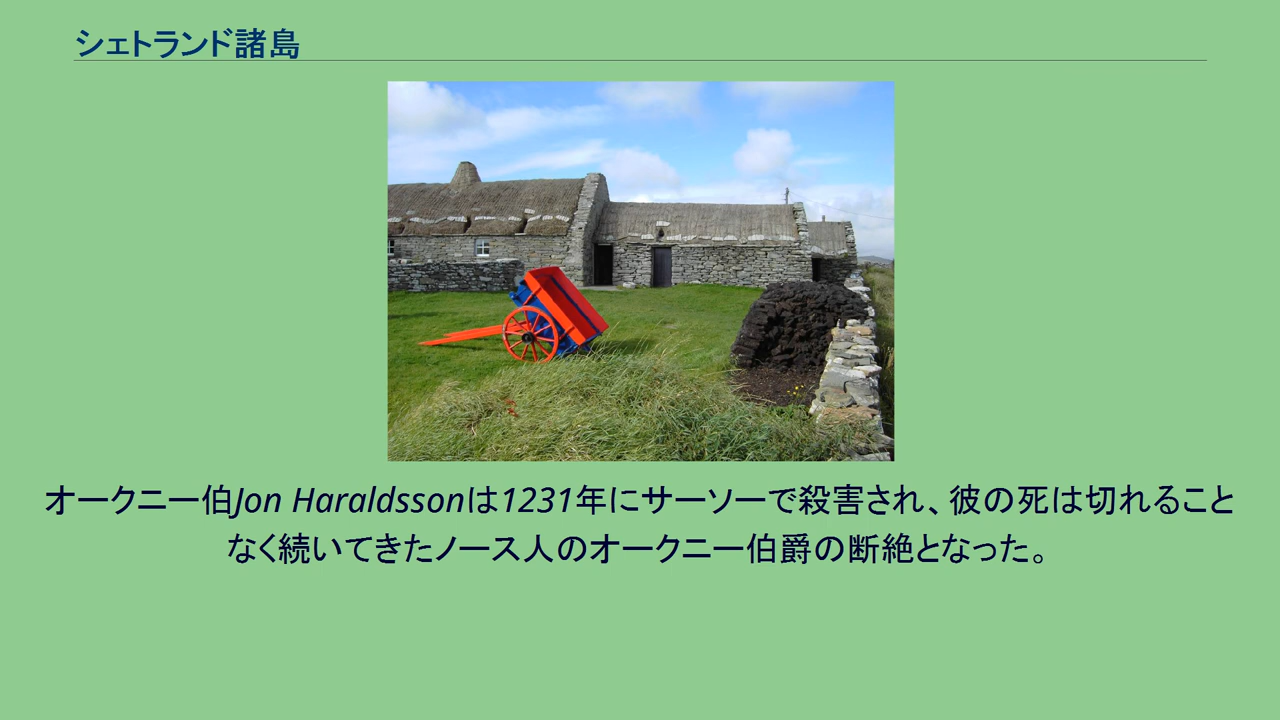 シェトランド諸島
オークニー伯Jon Haraldssonは1231年にサーソーで殺害され、彼の死は切れること
なく続いてきたノース人のオークニー伯爵の断絶となった。